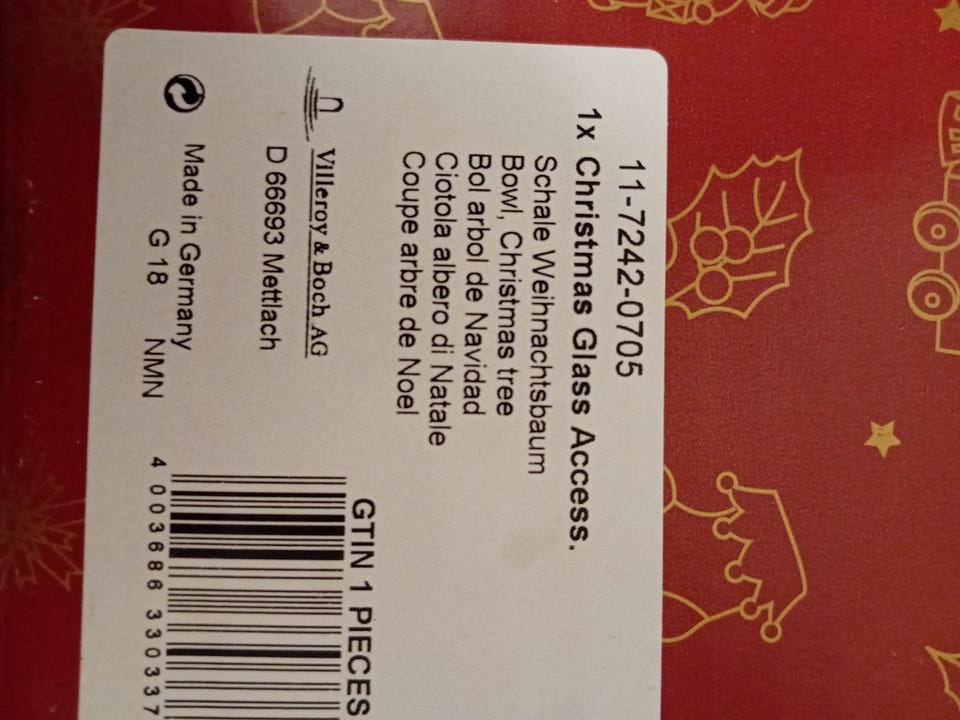 11-7242-0705
1x Christmas Glass Access.
Schale Weihnachtsbaum
Bowl, Christmas tree
Bol arbol de Navidad
Ciotola albero di Natale
Coupe arbre de Noel
Villeroy & Boch AG
D 66693 Mettlach
Made in Germany
G 18 NMN
GTIN 1 PIECES
4 003686 330337